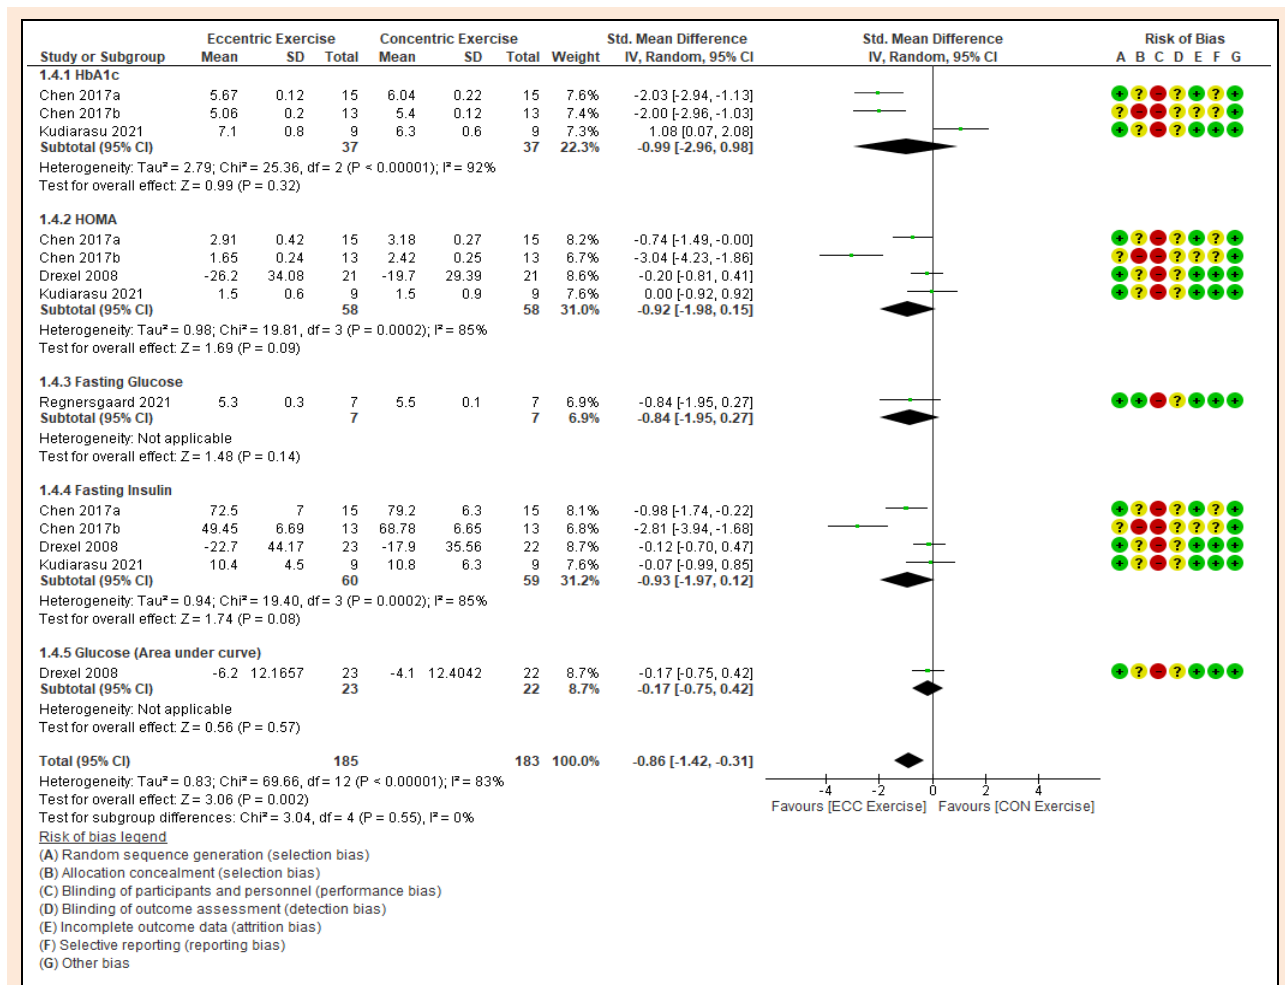 Eccentric Exercise Concentric Exercise Std. Mean Difference Std. Mean Difference Risk of Bias
Study or Subgroup Mean SD Total Mean SD Total Weight IV, Random, 95% CI IV, Random, 95% CI A B C D E F G
1.4.1 HbA1c
Chen 2017a 5.67 0.12 15 6.04 0.22 15 7.6% -2.03 [-2.94, -1.13] + ? - ? + ? +
Chen 2017b 5.06 0.2 13 5.4 0.12 13 7.4% -2.00 [-2.96, -1.03] ? - - ? ? ? +
Kudiarasu 2021 7.1 0.8 9 6.3 0.6 9 7.3% 1.08 [0.07, 2.08] + ? - ? + + +
Subtotal (95% CI) 37 37 22.3% -0.99 [-2.96, 0.98]
Heterogeneity: Tau² = 2.79; Chi² = 25.36, df = 2 (P < 0.00001); I² = 92%
Test for overall effect: Z = 0.99 (P = 0.32)
1.4.2 HOMA
Chen 2017a 2.91 0.42 15 3.18 0.27 15 8.2% -0.74 [-1.49, -0.00] + ? - ? + ? +
Chen 2017b 1.65 0.24 13 2.42 0.25 13 6.7% -3.04 [-4.23, -1.86] ? - - ? ? ? +
Drexel 2008 -26.2 34.08 21 -19.7 29.39 21 8.6% -0.20 [-0.81, 0.41] + ? - ? + + +
Kudiarasu 2021 1.5 0.6 9 1.5 0.9 9 7.6% 0.00 [-0.92, 0.92] + ? - ? + + +
Subtotal (95% CI) 58 58 31.0% -0.92 [-1.98, 0.15]
Heterogeneity: Tau² = 0.98; Chi² = 19.81, df = 3 (P = 0.0002); I² = 85%
Test for overall effect: Z = 1.69 (P = 0.09)
1.4.3 Fasting Glucose
Regnersgaard 2021 5.3 0.3 7 5.5 0.1 7 6.9% -0.84 [-1.95, 0.27] + + - ? + + +
Subtotal (95% CI) 7 7 6.9% -0.84 [-1.95, 0.27]
Heterogeneity: Not applicable
Test for overall effect: Z = 1.48 (P = 0.14)
1.4.4 Fasting Insulin
Chen 2017a 72.5 7 15 79.2 6.3 15 8.1% -0.98 [-1.74, -0.22] + ? - ? + ? +
Chen 2017b 49.45 6.69 13 68.78 6.65 13 6.8% -2.81 [-3.94, -1.68] ? - - ? ? ? +
Drexel 2008 -22.7 44.17 23 -17.9 35.56 22 8.7% -0.12 [-0.70, 0.47] + ? - ? + + +
Kudiarasu 2021 10.4 4.5 9 10.8 6.3 9 7.6% -0.07 [-0.99, 0.85] + ? - ? + + +
Subtotal (95% CI) 60 59 31.2% -0.93 [-1.97, 0.12]
Heterogeneity: Tau² = 0.94; Chi² = 19.40, df = 3 (P = 0.0002); I² = 85%
Test for overall effect: Z = 1.74 (P = 0.08)
1.4.5 Glucose (Area under curve)
Drexel 2008 -6.2 12.1657 23 -4.1 12.4042 22 8.7% -0.17 [-0.75, 0.42] + ? - ? + + +
Subtotal (95% CI) 23 22 8.7% -0.17 [-0.75, 0.42]
Heterogeneity: Not applicable
Test for overall effect: Z = 0.56 (P = 0.57)
Total (95% CI) 185 183 100.0% -0.86 [-1.42, -0.31]
Heterogeneity: Tau² = 0.83; Chi² = 69.66, df = 12 (P < 0.00001); I² = 83%
-4 -2 0 2 4
Test for overall effect: Z = 3.06 (P = 0.002)
Favours [ECC Exercise] Favours [CON Exercise]
Test for subgroup differences: Chi² = 3.04, df = 4 (P = 0.55), I² = 0%
Risk of bias legend
(A) Random sequence generation (selection bias)
(B) Allocation concealment (selection bias)
(C) Blinding of participants and personnel (performance bias)
(D) Blinding of outcome assessment (detection bias)
(E) Incomplete outcome data (attrition bias)
(F) Selective reporting (reporting bias)
(G) Other bias